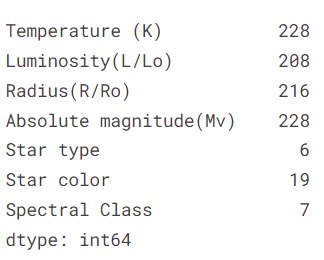 Temperature (K) 228
Luminosity(L/Lo) 208
Radius(R/Ro) 216
Absolute magnitude(Mv) 228
Star type 6
Star color 19
Spectral Class 7
dtype: int64